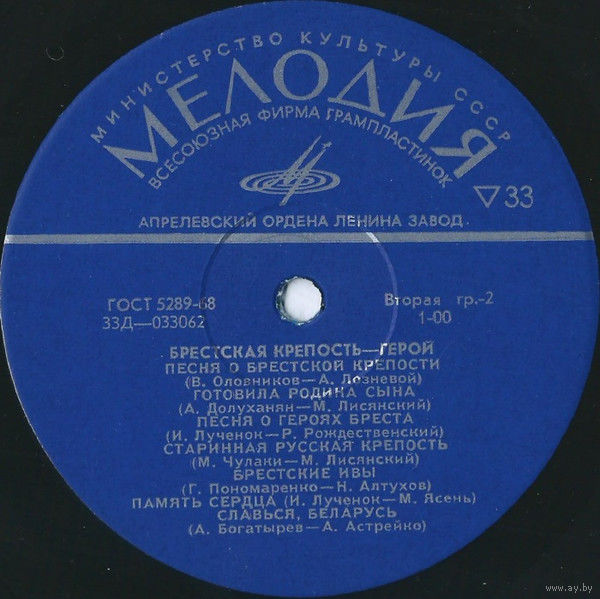 МИНИСТЕРСТВО КУЛЬТУРЫ СССР
МЕЛОДИЯ
ВСЕСОЮЗНАЯ ФИРМА ГРАМПЛАСТИНОК
▽33
АПРЕЛЕВСКИЙ ОРДЕНА ЛЕНИНА ЗАВОД
ГОСТ 5289-68
Вторая гр.-2
33Д—033062
1-00
БРЕСТСКАЯ КРЕПОСТЬ—ГЕРОЙ
ПЕСНЯ О БРЕСТСКОЙ КРЕПОСТИ
(В. Оловников—А. Лозневой)
ГОТОВИЛА РОДИНА СЫНА
(А. Долуханян—М. Лисянский)
ПЕСНЯ О ГЕРОЯХ БРЕСТА
(И. Лученок—Р. Рождественский)
СТАРИННАЯ РУССКАЯ КРЕПОСТЬ
(М. Чулаки—М. Лисянский)
БРЕСТСКИЕ ИВЫ
(Г. Пономаренко—Н. Алтухов)
ПАМЯТЬ СЕРДЦА (И. Лученок—М. Ясень)
СЛАВЬСЯ, БЕЛАРУСЬ
(А. Богатырев—А. Астрейко)
www.ay.by